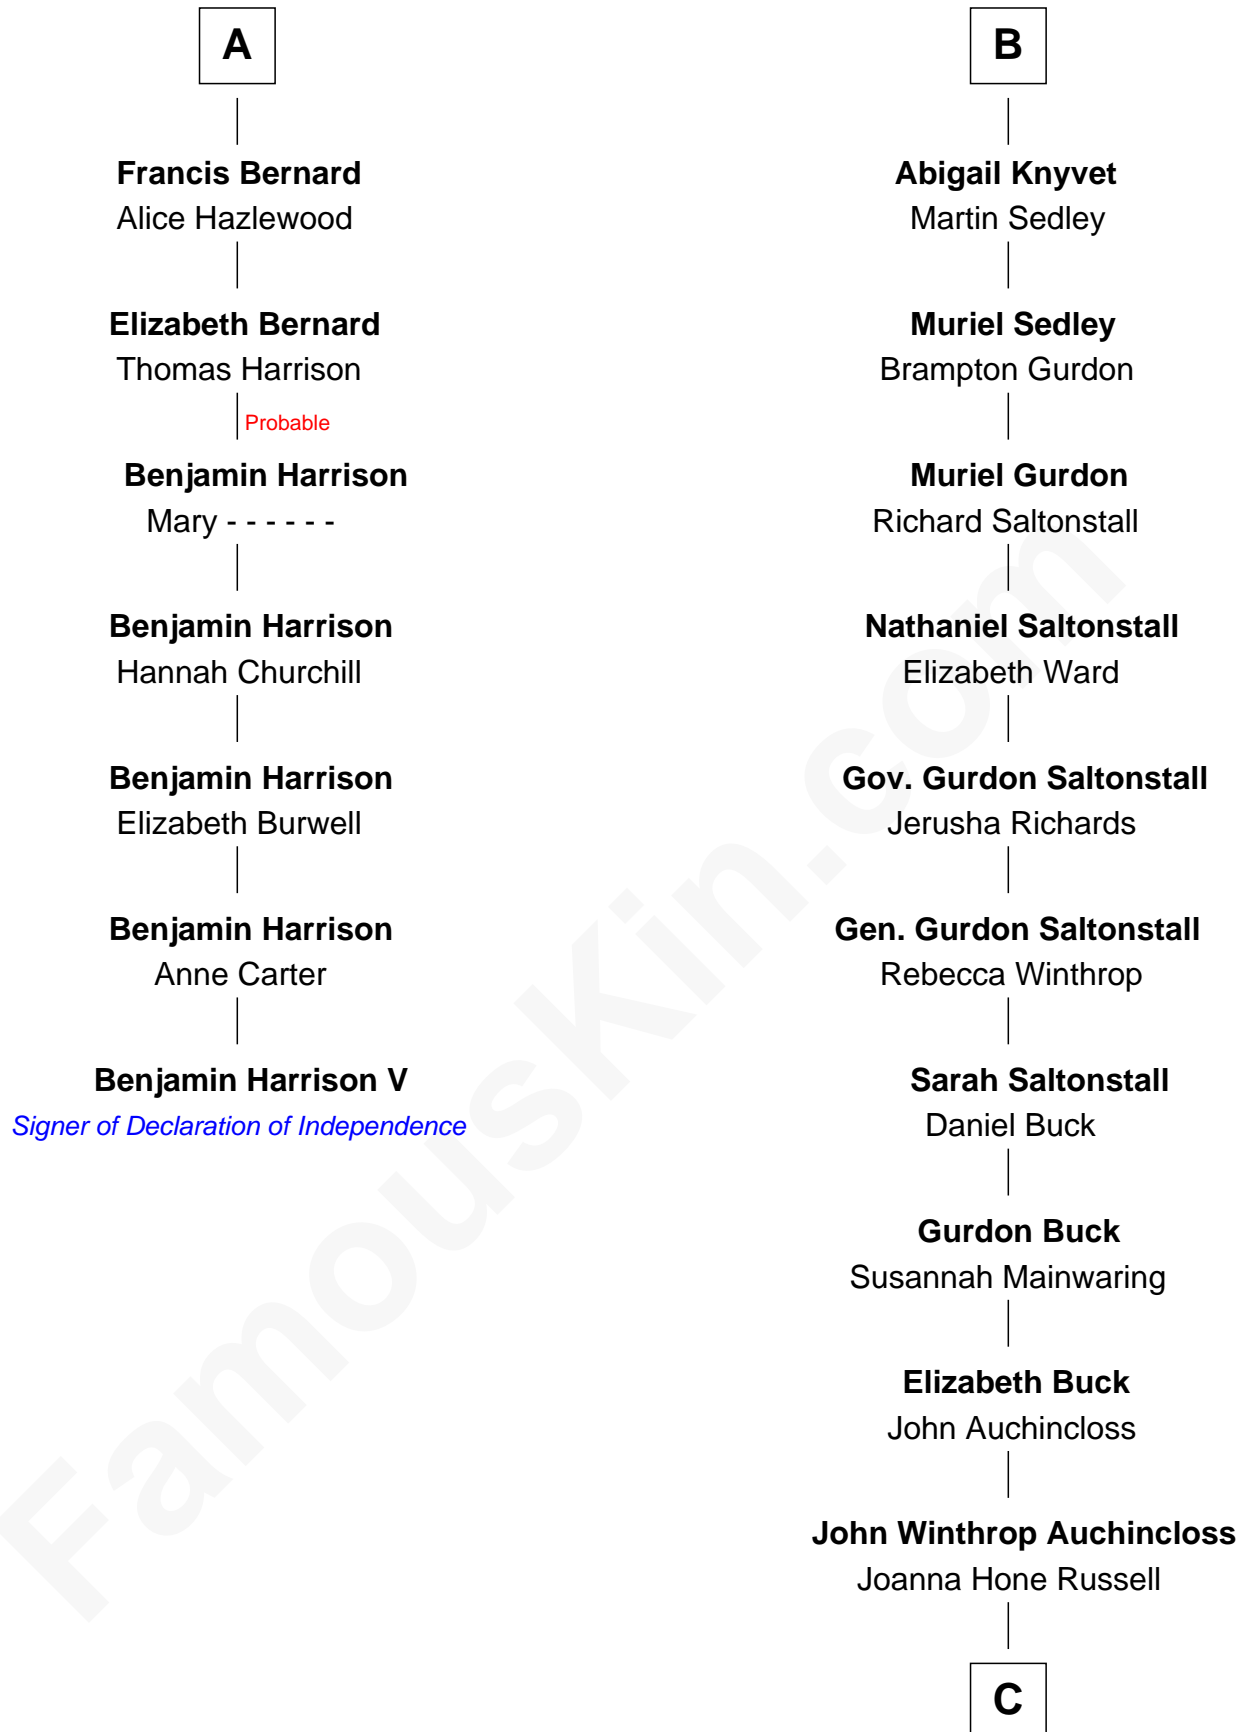 A
Francis Bernard
Alice Hazlewood
Elizabeth Bernard
Thomas Harrison
Probable
Benjamin Harrison
Mary - - - - - -
Benjamin Harrison
Hannah Churchill
Benjamin Harrison
Elizabeth Burwell
Benjamin Harrison
Anne Carter
Benjamin Harrison V
Signer of Declaration of Independence
B
Abigail Knyvet
Martin Sedley
Muriel Sedley
Brampton Gurdon
Muriel Gurdon
Richard Saltonstall
Nathaniel Saltonstall
Elizabeth Ward
Gov. Gurdon Saltonstall
Jerusha Richards
Gen. Gurdon Saltonstall
Rebecca Winthrop
Sarah Saltonstall
Daniel Buck
Gurdon Buck
Susannah Mainwaring
Elizabeth Buck
John Auchincloss
John Winthrop Auchincloss
Joanna Hone Russell
C
FamousKin.com